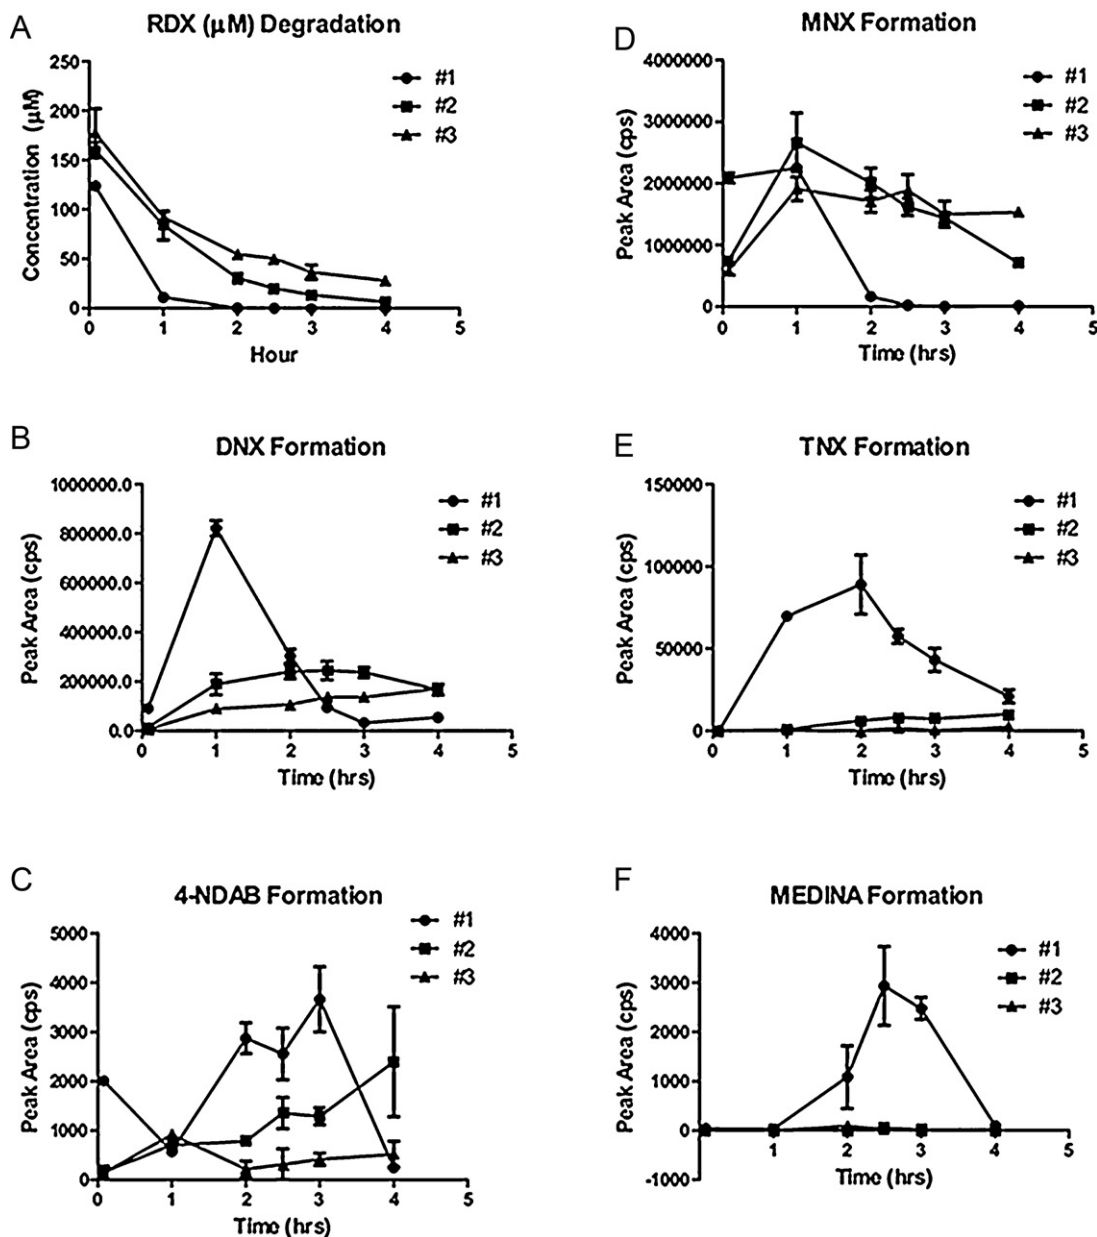 A
RDX (μM) Degradation
#1
#2
#3
250
200
150
100
50
0
Concentration (μM)
0 1 2 3 4 5
Hour
D
MNX Formation
#1
#2
#3
4000000
3000000
2000000
1000000
0
Peak Area (cps)
0 1 2 3 4 5
Time (hrs)
B
DNX Formation
#1
#2
#3
1000000.0
800000.0
600000.0
400000.0
200000.0
0.0
Peak Area (cps)
0 1 2 3 4 5
Time (hrs)
E
TNX Formation
#1
#2
#3
150000
100000
50000
0
Peak Area (cps)
0 1 2 3 4 5
Time (hrs)
C
4-NDAB Formation
#1
#2
#3
5000
4000
3000
2000
1000
0
Peak Area (cps)
0 1 2 3 4 5
Time (hrs)
F
MEDINA Formation
#1
#2
#3
4000
3000
2000
1000
0
-1000
Peak Area (cps)
1 2 3 4 5
Time (hrs)